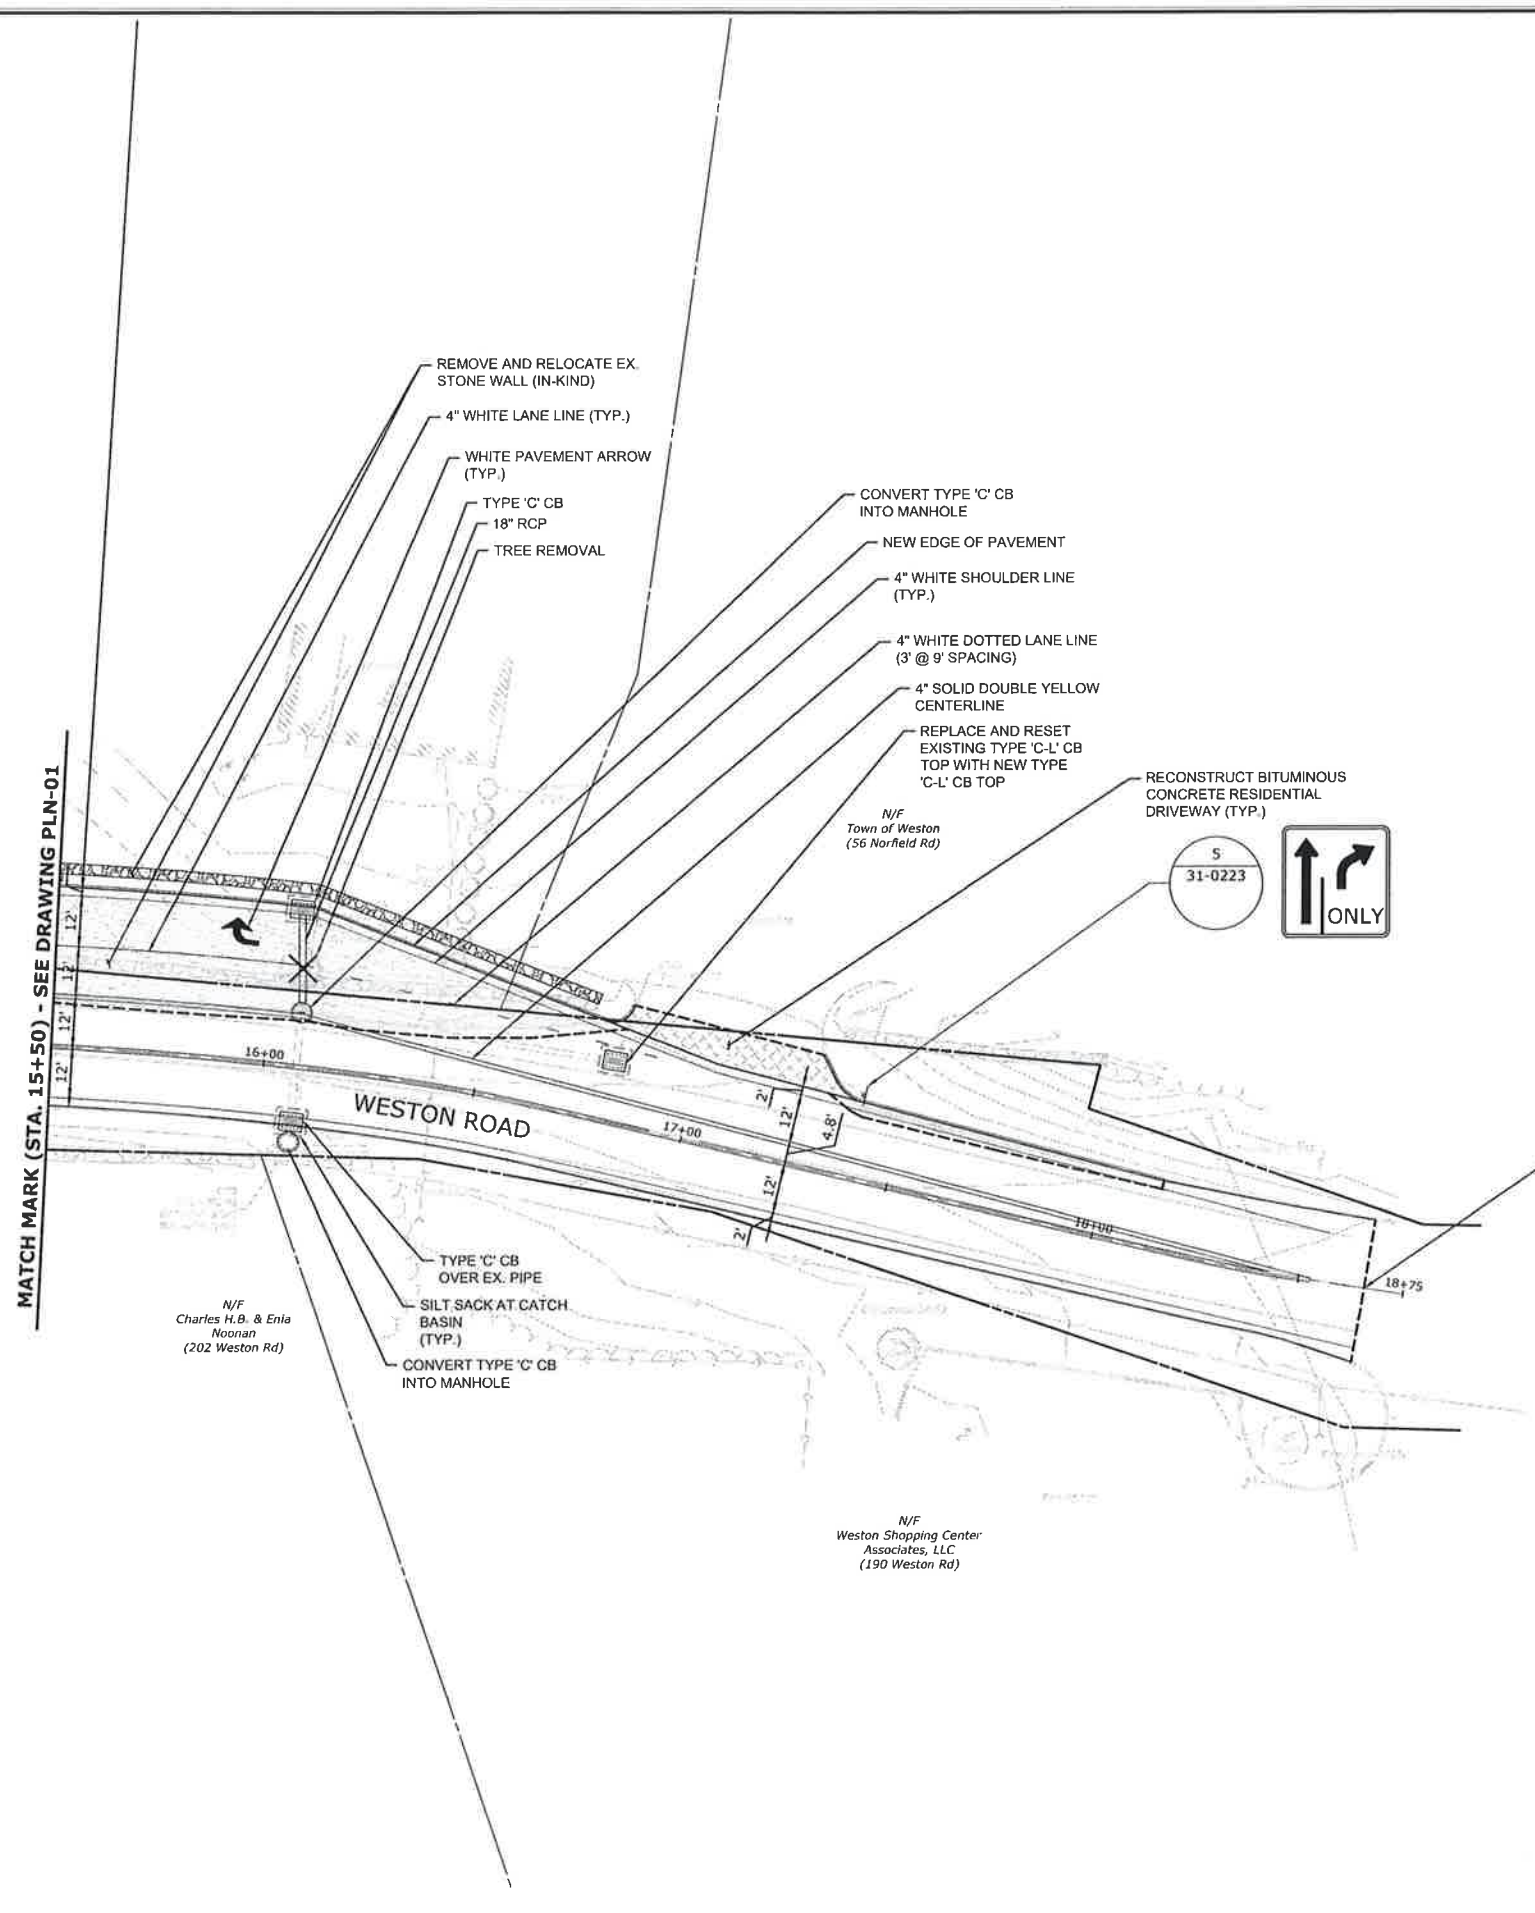 REMOVE AND RELOCATE EX.
STONE WALL (IN-KIND)
4" WHITE LANE LINE (TYP.)
WHITE PAVEMENT ARROW
(TYP.)
TYPE 'C' CB
18" RCP
TREE REMOVAL
CONVERT TYPE 'C' CB
INTO MANHOLE
NEW EDGE OF PAVEMENT
4" WHITE SHOULDER LINE
(TYP.)
4" WHITE DOTTED LANE LINE
(3' @ 9' SPACING)
4" SOLID DOUBLE YELLOW
CENTERLINE
REPLACE AND RESET
EXISTING TYPE 'C-L' CB
TOP WITH NEW TYPE
'C-L' CB TOP
RECONSTRUCT BITUMINOUS
CONCRETE RESIDENTIAL
DRIVEWAY (TYP.)
N/F
Town of Weston
(56 Norfield Rd)
S
31-0223
ONLY
MATCH MARK (STA. 15+50) - SEE DRAWING PLN-01
12'
12'
12'
12'
16+00
WESTON ROAD
17+00
2'
12'
4.8'
12'
2'
18+00
18+75
TYPE 'C' CB
OVER EX. PIPE
SILT SACK AT CATCH
BASIN
(TYP.)
CONVERT TYPE 'C' CB
INTO MANHOLE
N/F
Charles H.B. & Enia
Noonan
(202 Weston Rd)
N/F
Weston Shopping Center
Associates, LLC
(190 Weston Rd)